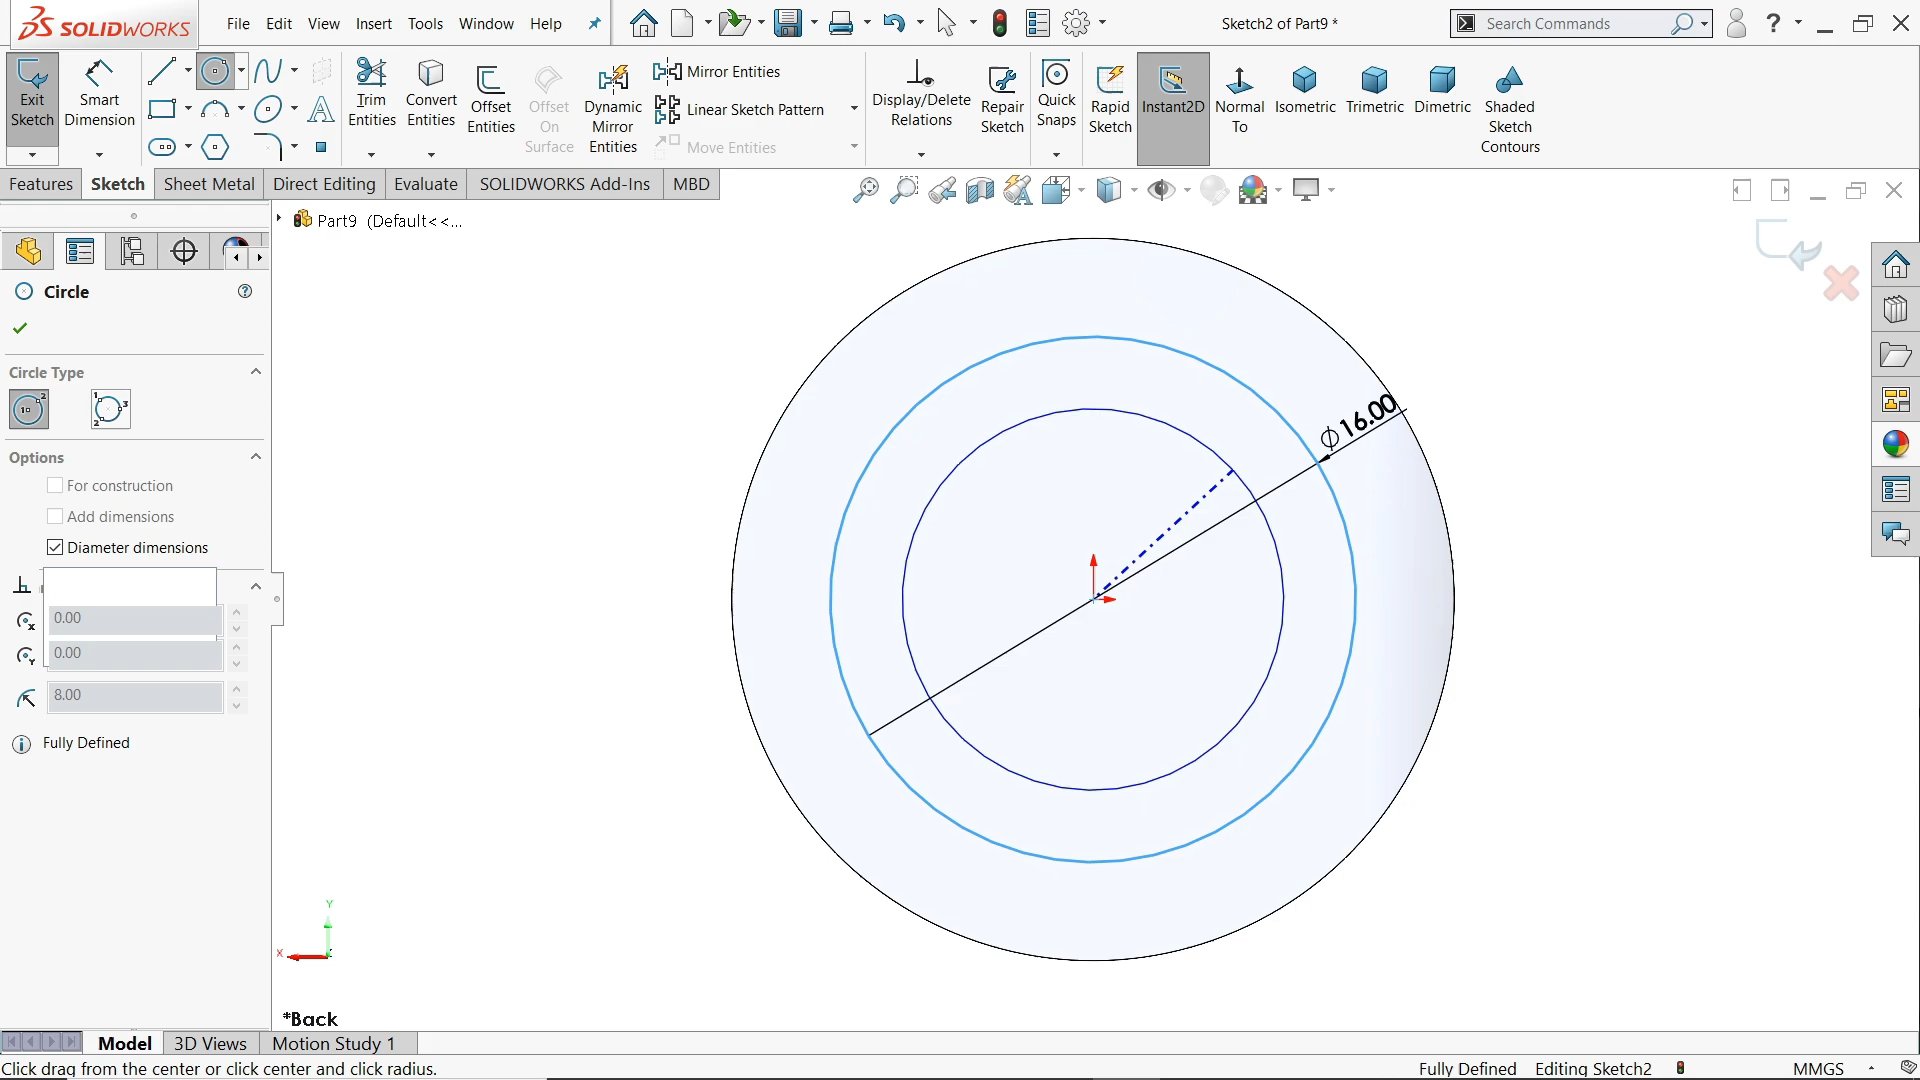 SOLIDWORKS File Edit View Insert Tools Window Help Sketch2 of Part9 * Search Commands ?
Exit Sketch
Smart Dimension
Trim Entities
Convert Entities
Offset Entities
Offset On Surface
Dynamic Mirror Entities
Mirror Entities
Linear Sketch Pattern
Move Entities
Display/Delete Relations
Repair Sketch
Quick Snaps
Rapid Sketch
Instant2D
Normal To
Isometric
Trimetric
Dimetric
Shaded Sketch Contours
Features Sketch Sheet Metal Direct Editing Evaluate SOLIDWORKS Add-Ins MBD
Part9 (Default<<...
Circle
Circle Type
Options
For construction
Add dimensions
Diameter dimensions
0.00
0.00
8.00
Fully Defined
⌀16.00
Y
X
*Back
Model 3D Views Motion Study 1
Click drag from the center or click center and click radius. Fully Defined Editing Sketch2 MMGS